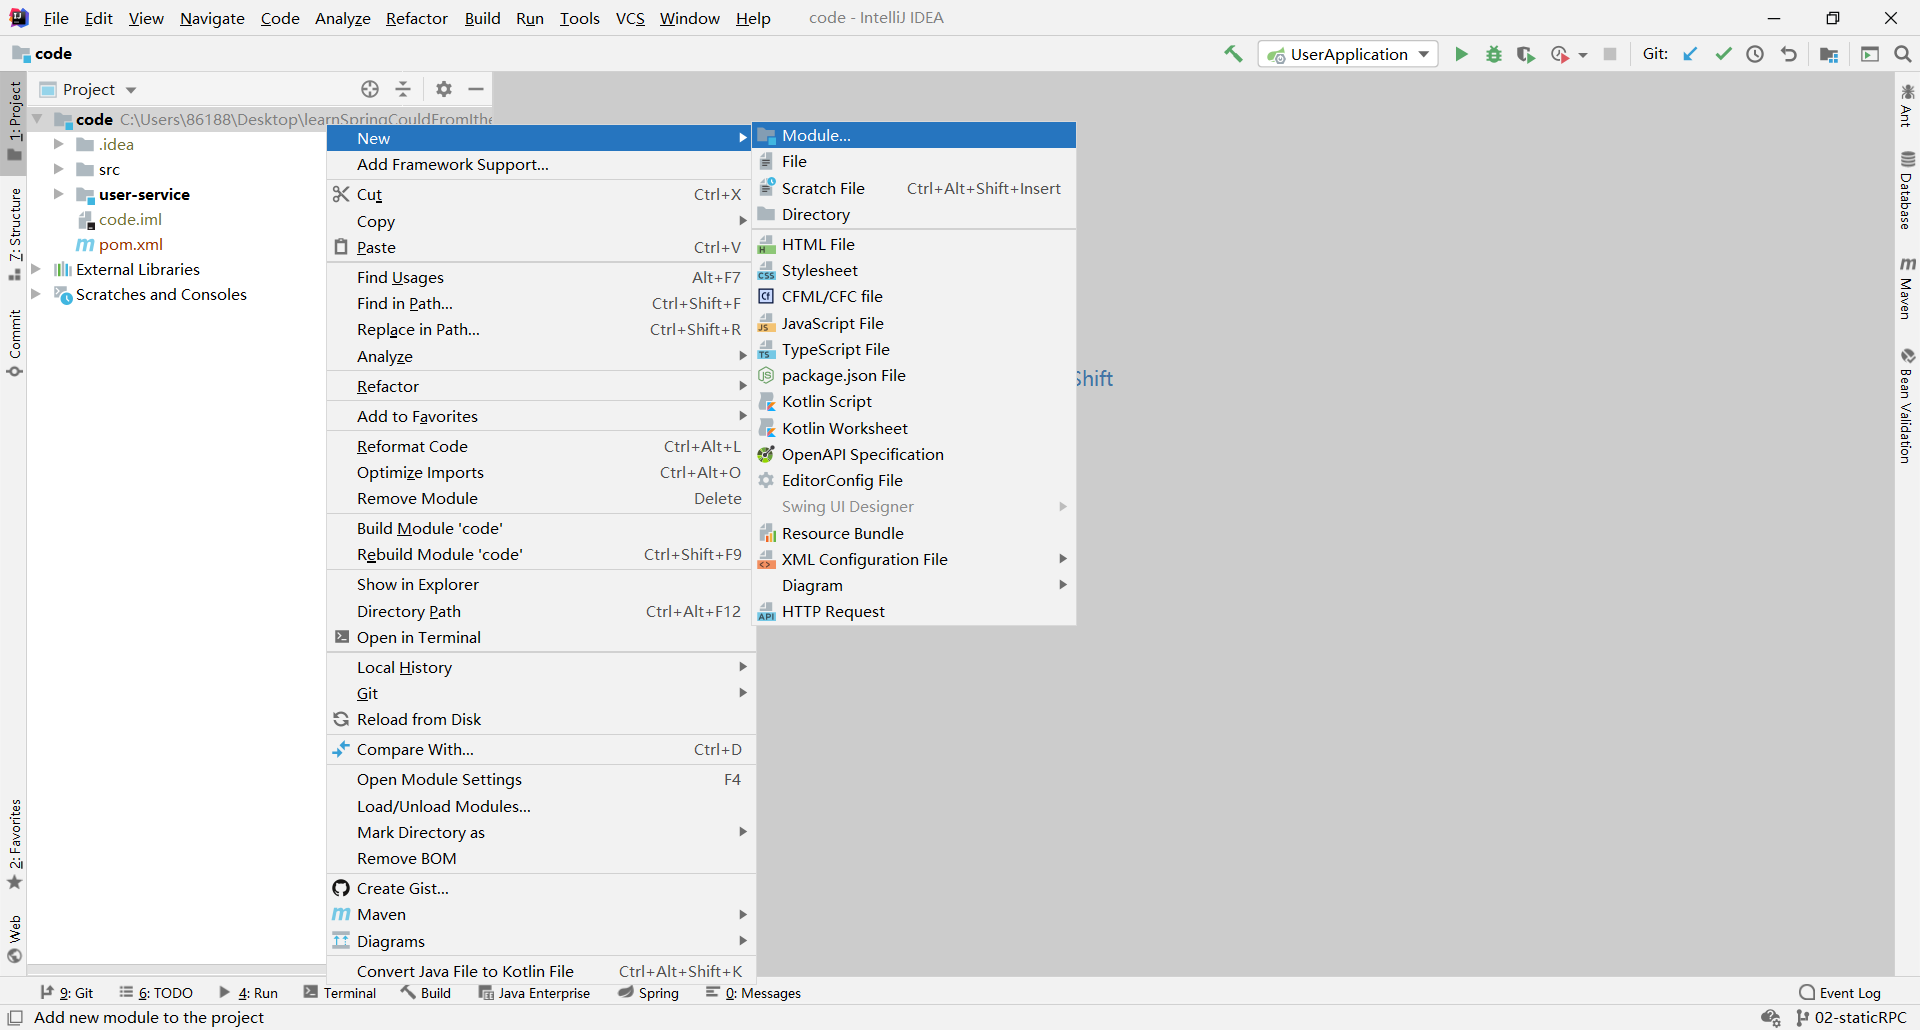 File Edit View Navigate Code Analyze Refactor Build Run Tools VCS Window Help code - IntelliJ IDEA
code UserApplication Git:
1: Project
7: Structure
Commit
2: Favorites
Web
Project
code C:\Users\86188\Desktop\learnSpringCouldFromIthe
.idea
src
user-service
code.iml
pom.xml
External Libraries
Scratches and Consoles
New
Add Framework Support...
Cut Ctrl+X
Copy
Paste Ctrl+V
Find Usages Alt+F7
Find in Path... Ctrl+Shift+F
Replace in Path... Ctrl+Shift+R
Analyze
Refactor
Add to Favorites
Reformat Code Ctrl+Alt+L
Optimize Imports Ctrl+Alt+O
Remove Module Delete
Build Module 'code'
Rebuild Module 'code' Ctrl+Shift+F9
Show in Explorer
Directory Path Ctrl+Alt+F12
Open in Terminal
Local History
Git
Reload from Disk
Compare With... Ctrl+D
Open Module Settings F4
Load/Unload Modules...
Mark Directory as
Remove BOM
Create Gist...
Maven
Diagrams
Convert Java File to Kotlin File Ctrl+Alt+Shift+K
Module...
File
Scratch File Ctrl+Alt+Shift+Insert
Directory
HTML File
Stylesheet
CFML/CFC file
JavaScript File
TypeScript File
package.json File
Kotlin Script
Kotlin Worksheet
OpenAPI Specification
EditorConfig File
Swing UI Designer
Resource Bundle
XML Configuration File
Diagram
HTTP Request
Shift
Ant
Database
Maven
Bean Validation
9: Git 6: TODO 4: Run Terminal Build Java Enterprise Spring 0: Messages Event Log
Add new module to the project 02-staticRPC